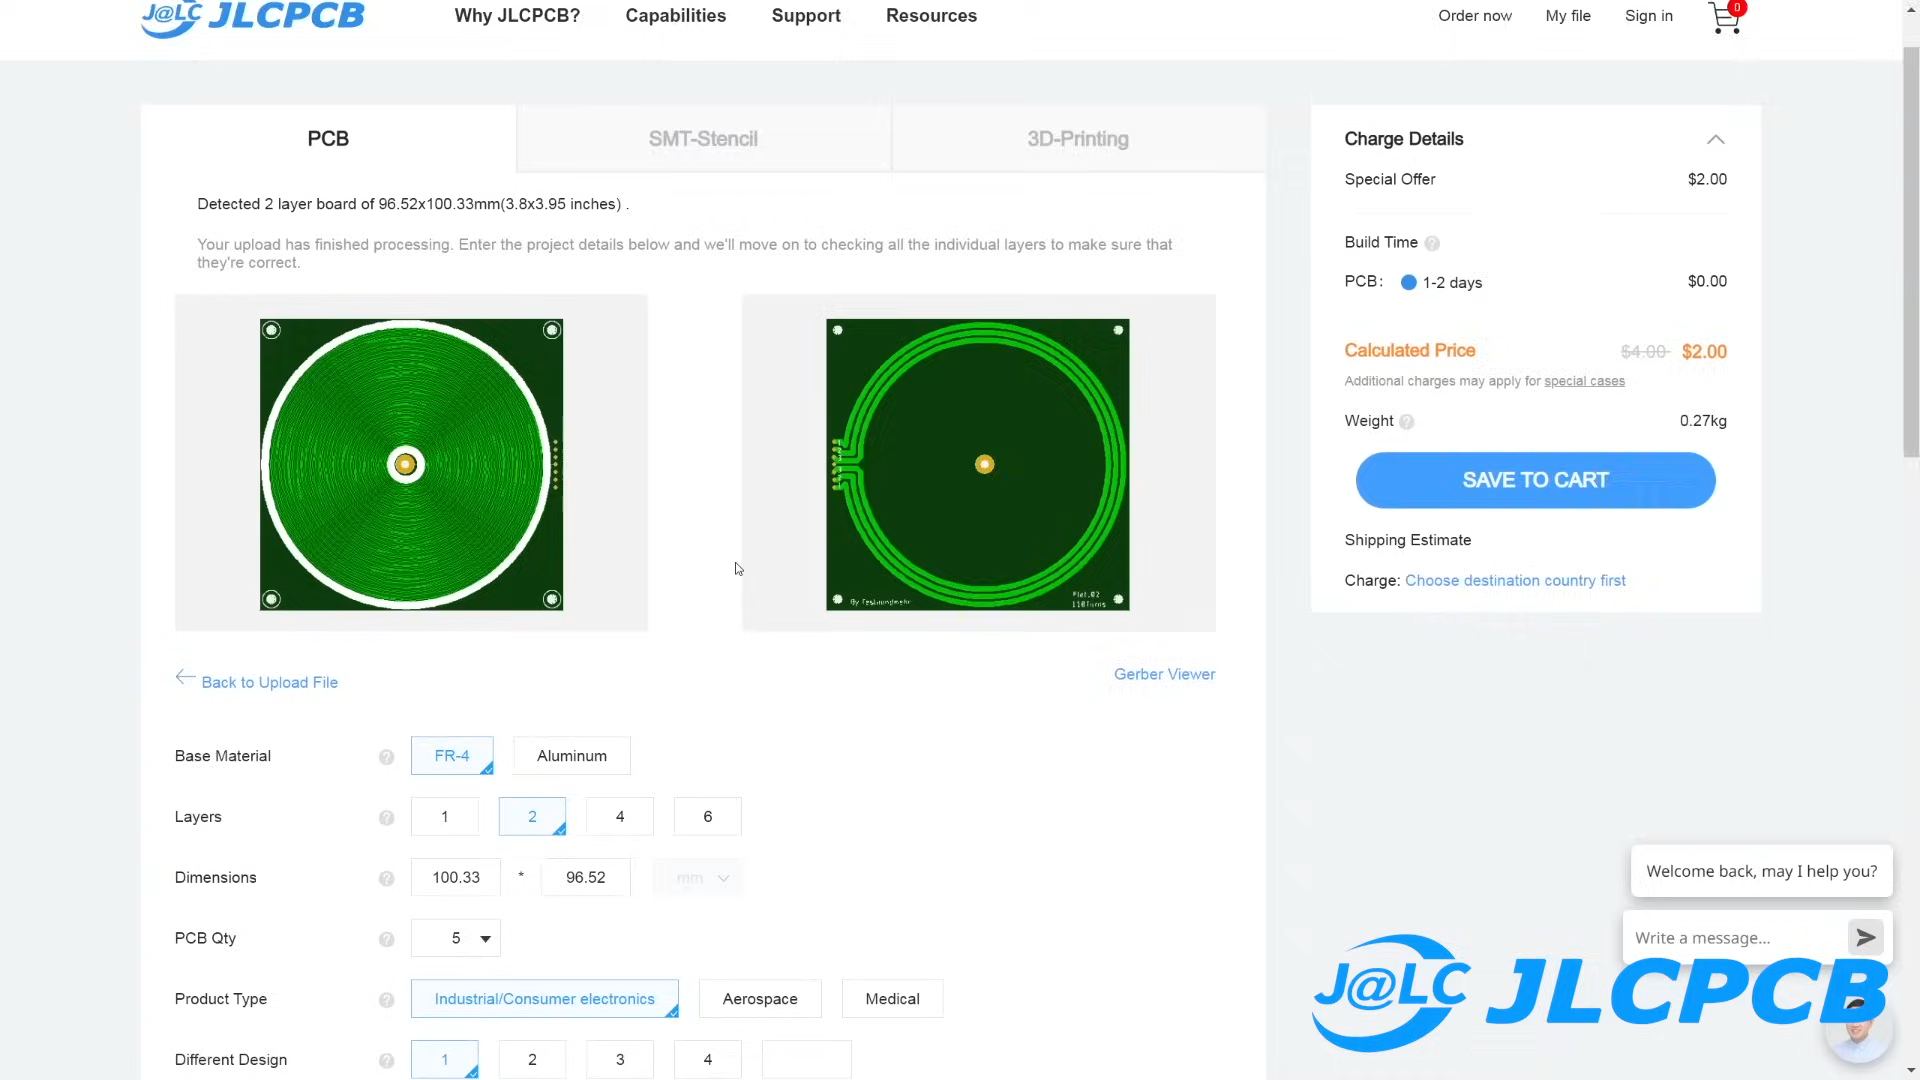 J@LC JLCPCB
Why JLCPCB?
Capabilities
Support
Resources
Order now
My file
Sign in
0
PCB
SMT-Stencil
3D-Printing
Detected 2 layer board of 96.52x100.33mm(3.8x3.95 inches) .
Your upload has finished processing. Enter the project details below and we'll move on to checking all the individual layers to make sure that
they're correct.
Flat.02
110Turns
Back to Upload File
Gerber Viewer
Base Material ? FR-4 Aluminum
Layers ? 1 2 4 6
Dimensions ? 100.33 * 96.52 mm
PCB Qty ? 5
Product Type ? Industrial/Consumer electronics Aerospace Medical
Different Design ? 1 2 3 4
Charge Details
Special Offer $2.00
Build Time ?
PCB: 1-2 days $0.00
Calculated Price $4.00 $2.00
Additional charges may apply for special cases
Weight ? 0.27kg
SAVE TO CART
Shipping Estimate
Charge: Choose destination country first
Welcome back, may I help you?
Write a message...
J@LC JLCPCB